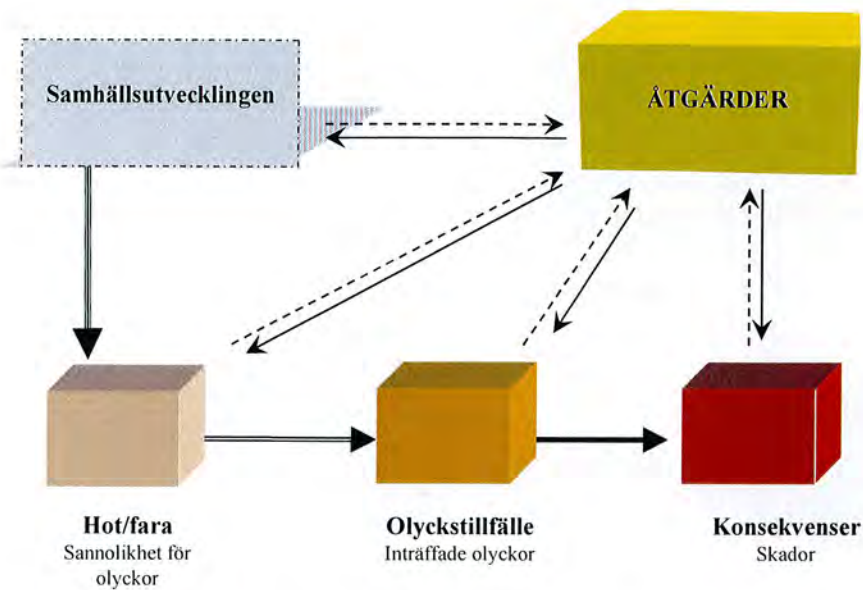 Samhällsutvecklingen
ÅTGÄRDER
Hot/fara
Sannolikhet för
olyckor
Olyckstillfälle
Inträffade olyckor
Konsekvenser
Skador